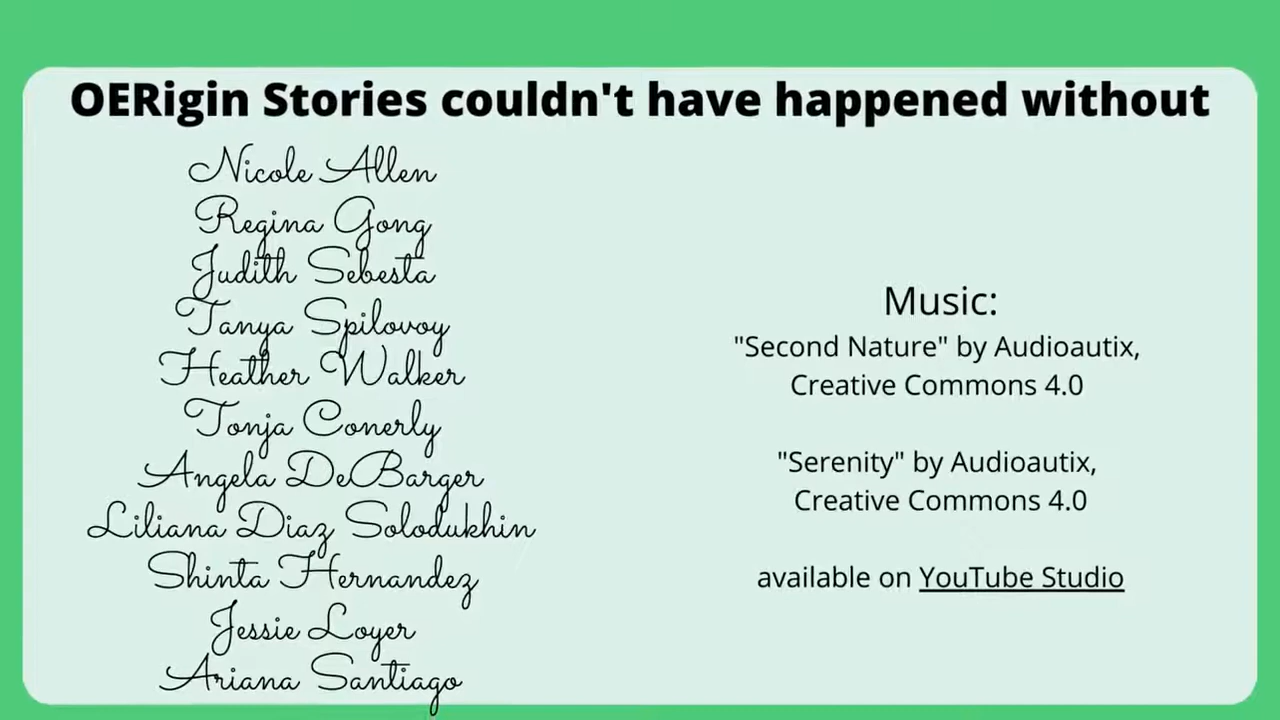 OERigin Stories couldn't have happened without
Nicole Allen
Regina Gong
Judith Sebesta
Tanya Spilovoy
Heather Walker
Tonja Conerly
Angela DeBarger
Liliana Diaz Solodukhin
Shinta Hernandez
Jessie Loyer
Ariana Santiago
Music:
"Second Nature" by Audioautix,
Creative Commons 4.0
"Serenity" by Audioautix,
Creative Commons 4.0
available on YouTube Studio